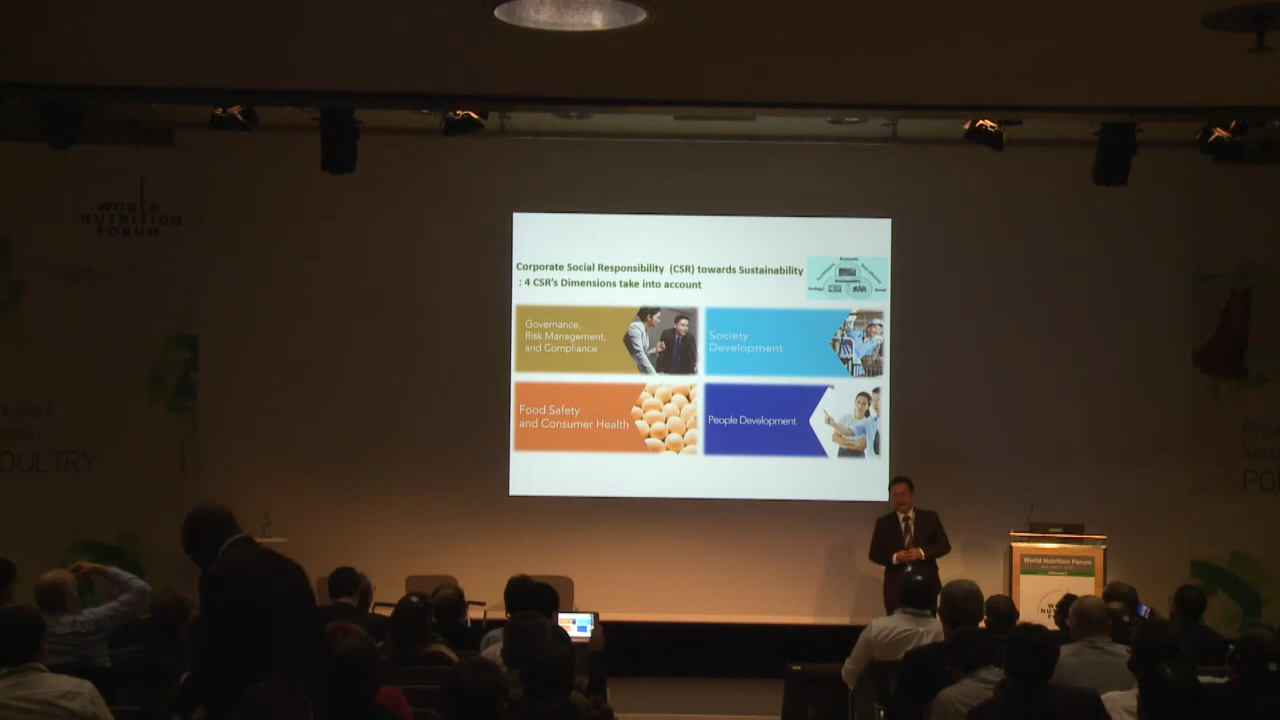 WORLD
NUTRITION
FORUM
Corporate Social Responsibility (CSR) towards Sustainability
: 4 CSR's Dimensions take into account
Governance,
Risk Management,
and Compliance
Society
Development
Food Safety
and Consumer Health
People Development
OULTRY
PO
World Nutrition Forum